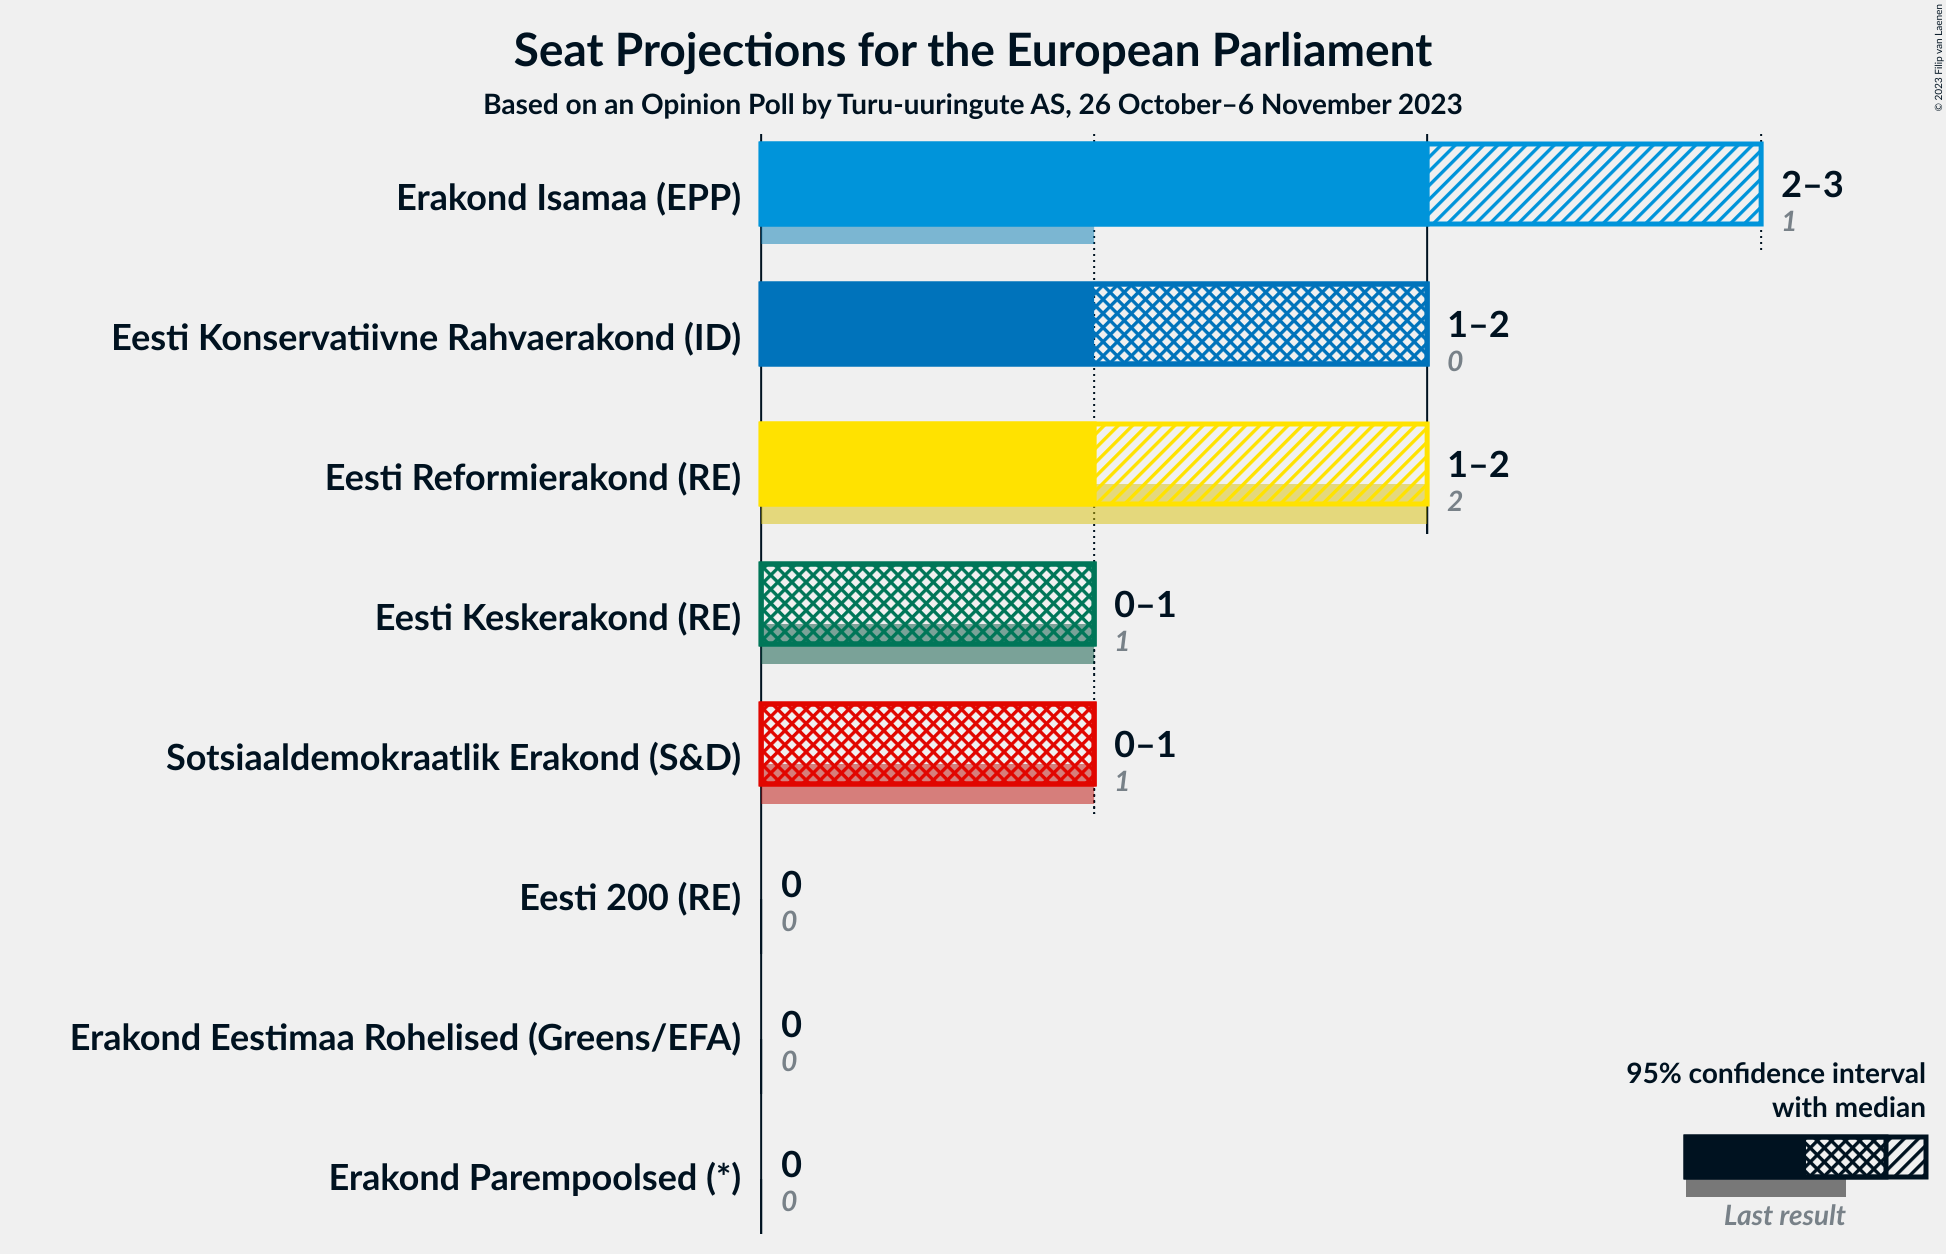 Seat Projections for the European Parliament
Based on an Opinion Poll by Turu-uuringute AS, 26 October–6 November 2023
© 2023 Filip van Laenen
Erakond Isamaa (EPP)
2–3
1
Eesti Konservatiivne Rahvaerakond (ID)
1–2
0
Eesti Reformierakond (RE)
1–2
2
Eesti Keskerakond (RE)
0–1
1
Sotsiaaldemokraatlik Erakond (S&D)
0–1
1
Eesti 200 (RE)
0
0
Erakond Eestimaa Rohelised (Greens/EFA)
0
0
Erakond Parempoolsed (*)
0
0
95% confidence interval
with median
Last result